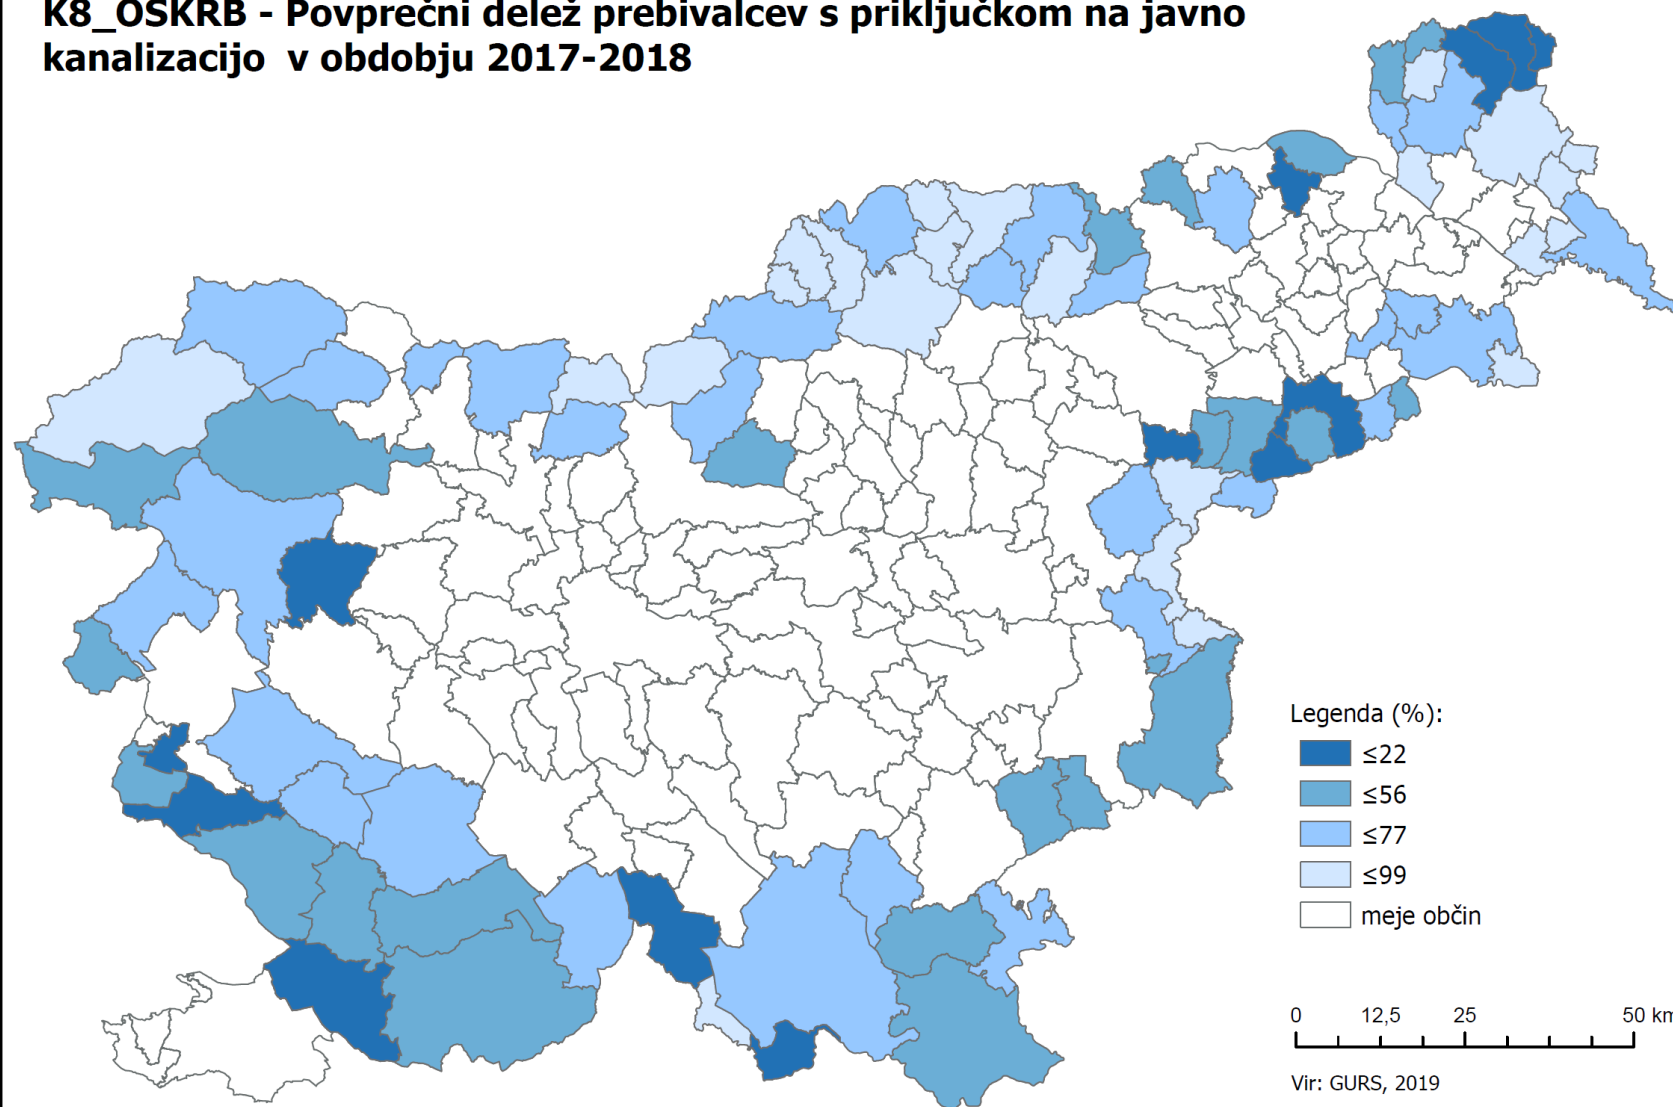 K8_OSKRB - Povprečni delež prebivalcev s priključkom na javno
kanalizacijo v obdobju 2017-2018
Legenda (%):
≤22
≤56
≤77
≤99
meje občin
0 12,5 25 50 km
Vir: GURS, 2019